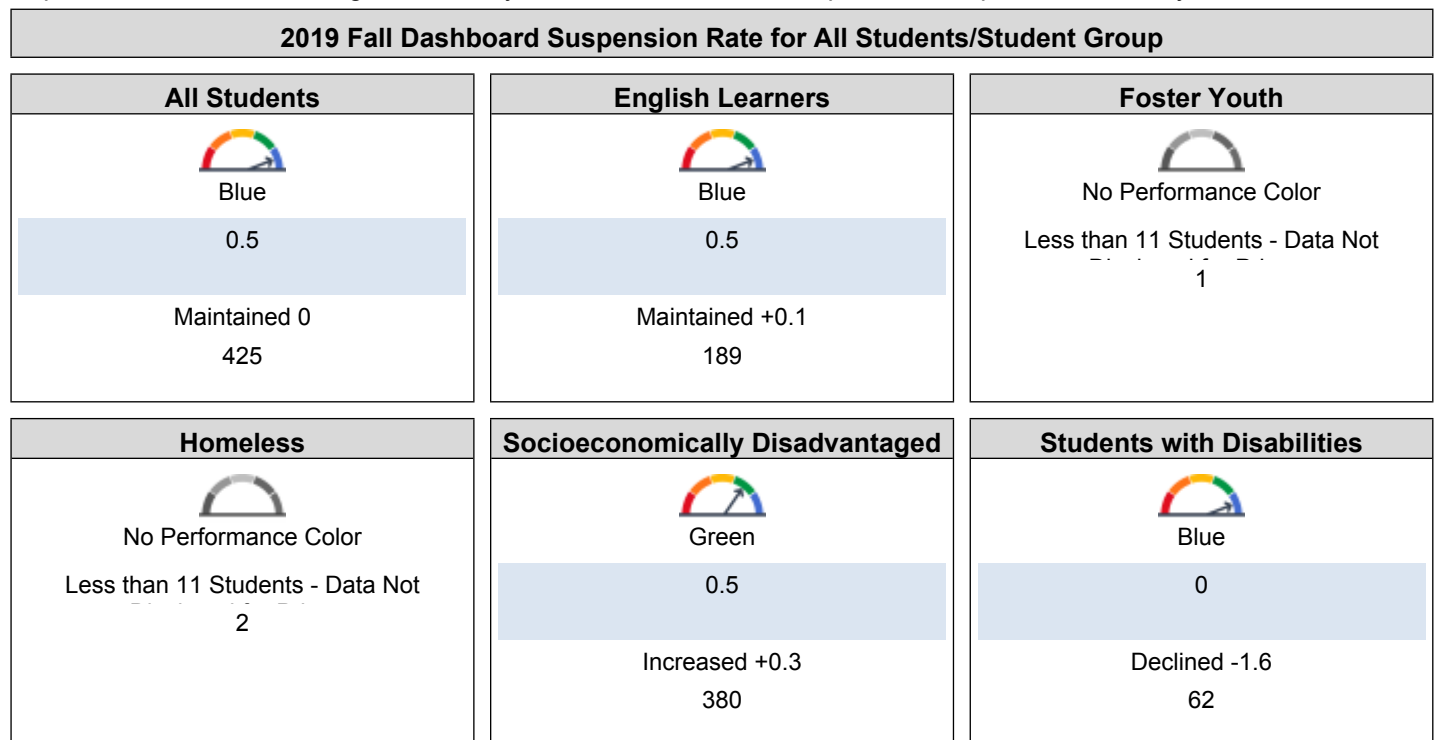 2019 Fall Dashboard Suspension Rate for All Students/Student Group
All Students
Blue
0.5
Maintained 0
425
English Learners
Blue
0.5
Maintained +0.1
189
Foster Youth
No Performance Color
Less than 11 Students - Data Not
1
Homeless
No Performance Color
Less than 11 Students - Data Not
2
Socioeconomically Disadvantaged
Green
0.5
Increased +0.3
380
Students with Disabilities
Blue
0
Declined -1.6
62